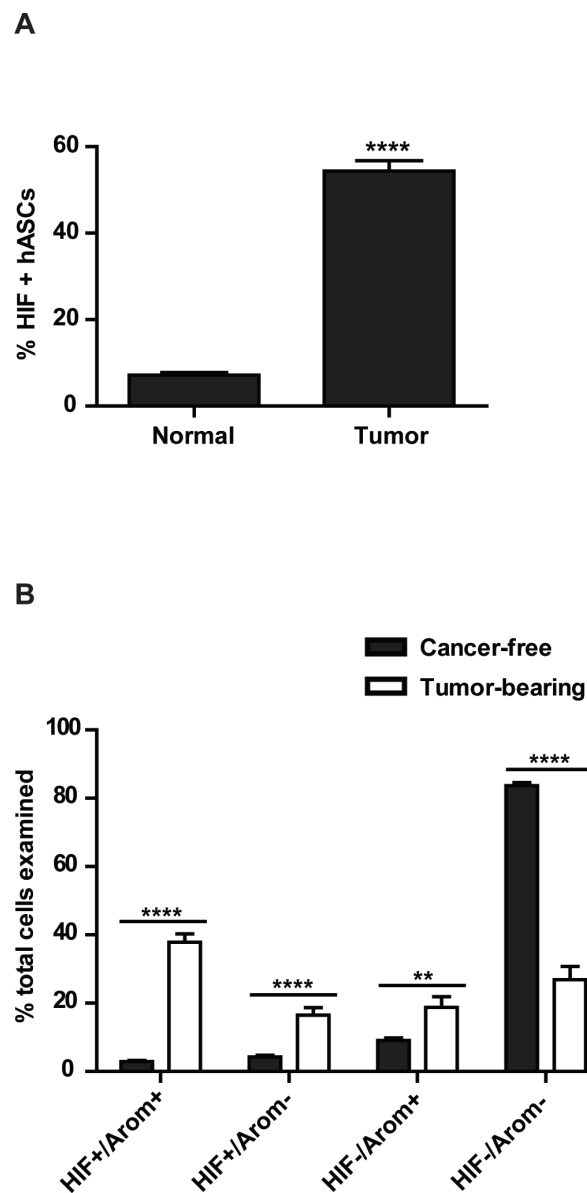 A
% HIF + hASCs
60
40
20
0
****
Normal
Tumor
B
Cancer-free
Tumor-bearing
% total cells examined
100
80
60
40
20
0
****
****
**
****
HIF+/Arom+
HIF+/Arom-
HIF-/Arom+
HIF-/Arom-